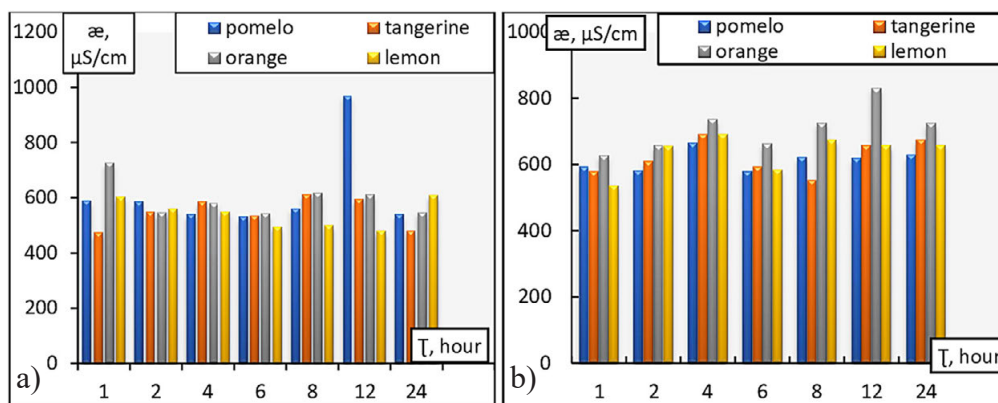 æ, µS/cm
pomelo
tangerine
orange
lemon
1200
1000
800
600
400
200
0
Ʈ, hour
1 2 4 6 8 12 24
a)
æ, µS/cm
pomelo
tangerine
orange
lemon
1000
800
600
400
200
0
Ʈ, hour
1 2 4 6 8 12 24
b)